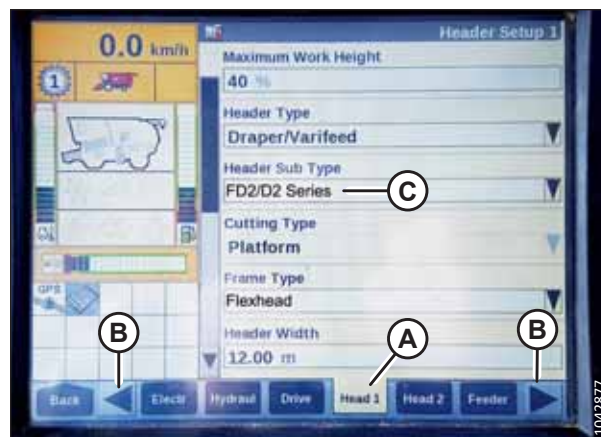 0.0 km/h
Header Setup 1
Maximum Work Height
40 %
1
Header Type
Draper/Varifeed
Header Sub Type
FD2/D2 Series
C
Cutting Type
Platform
GPS
Frame Type
Flexhead
B
Header Width
A
B
12.00 m
Back
Electr
Hydraul
Drive
Head 1
Head 2
Feeder
1042877